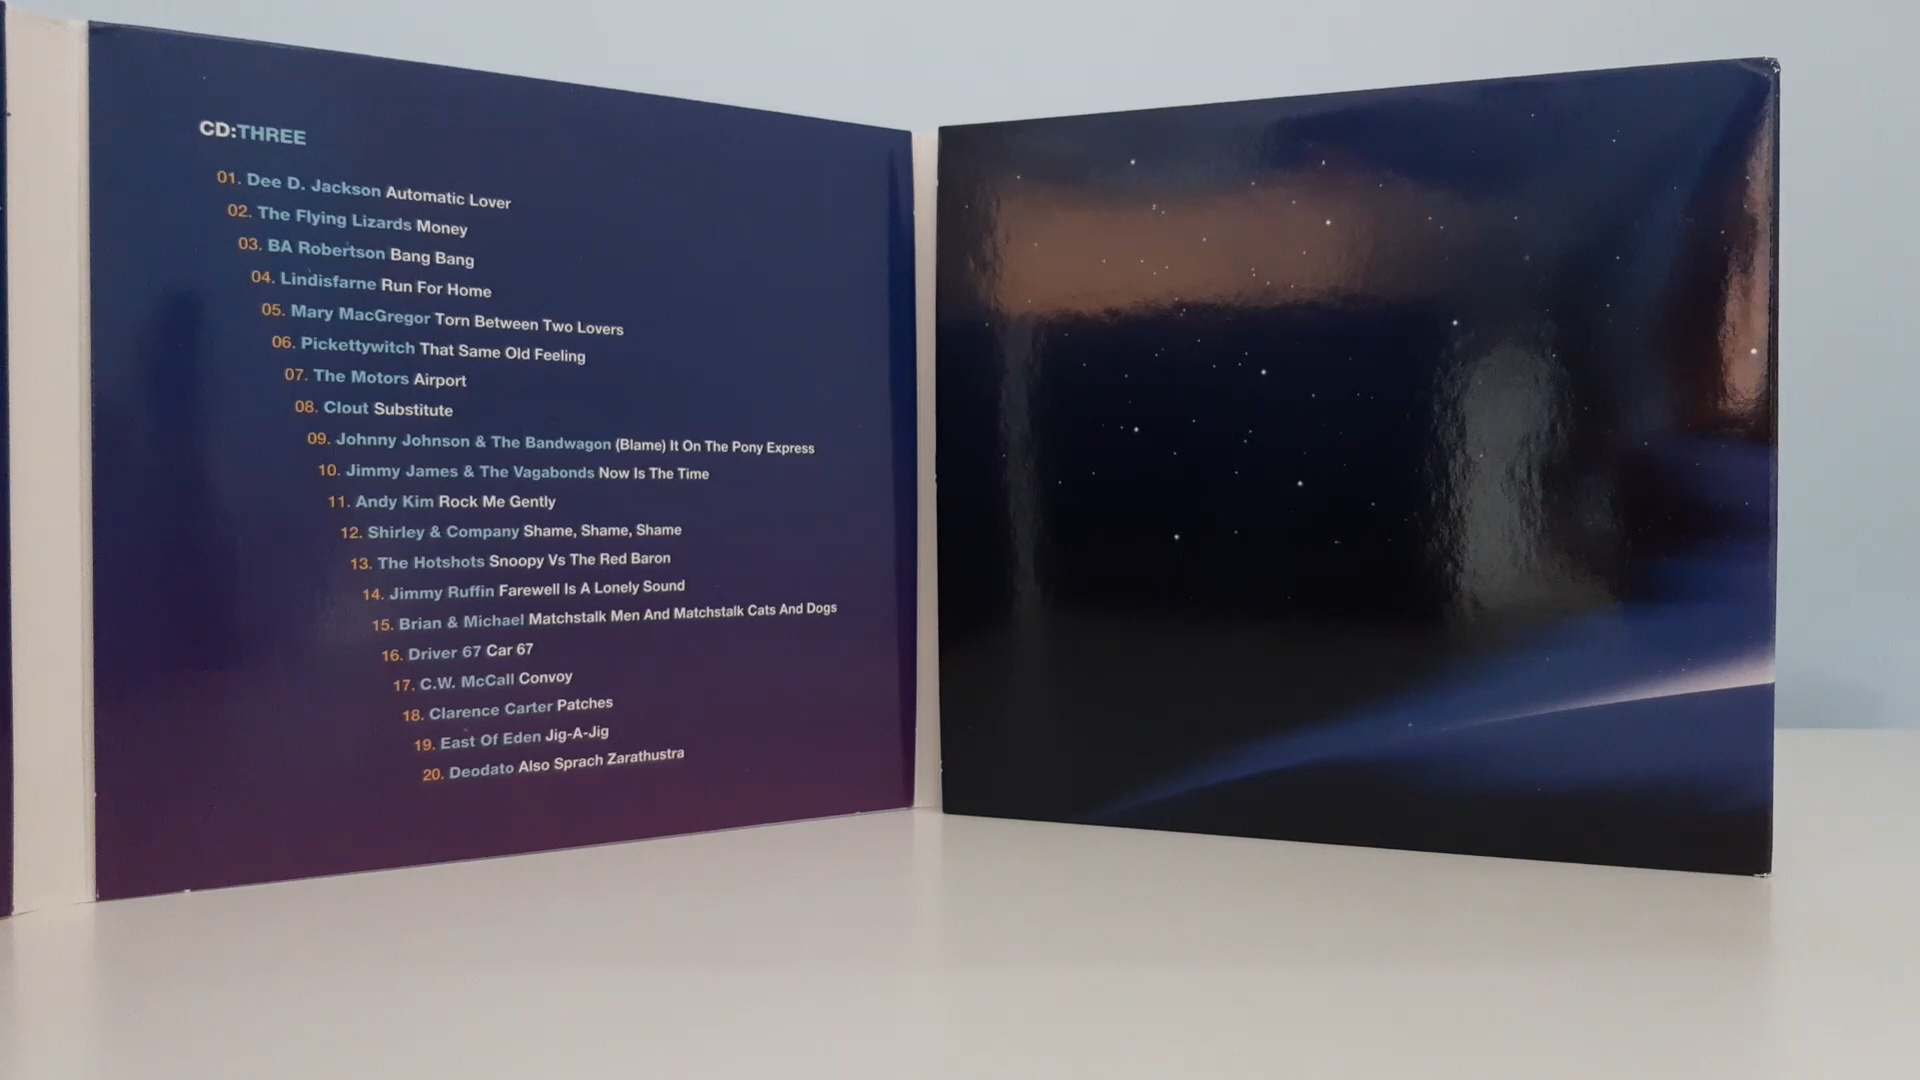 CD:THREE
01. Dee D. Jackson Automatic Lover
02. The Flying Lizards Money
03. BA Robertson Bang Bang
04. Lindisfarne Run For Home
05. Mary MacGregor Torn Between Two Lovers
06. Pickettywitch That Same Old Feeling
07. The Motors Airport
08. Clout Substitute
09. Johnny Johnson & The Bandwagon (Blame) It On The Pony Express
10. Jimmy James & The Vagabonds Now Is The Time
11. Andy Kim Rock Me Gently
12. Shirley & Company Shame, Shame, Shame
13. The Hotshots Snoopy Vs The Red Baron
14. Jimmy Ruffin Farewell Is A Lonely Sound
15. Brian & Michael Matchstalk Men And Matchstalk Cats And Dogs
16. Driver 67 Car 67
17. C.W. McCall Convoy
18. Clarence Carter Patches
19. East Of Eden Jig-A-Jig
20. Deodato Also Sprach Zarathustra